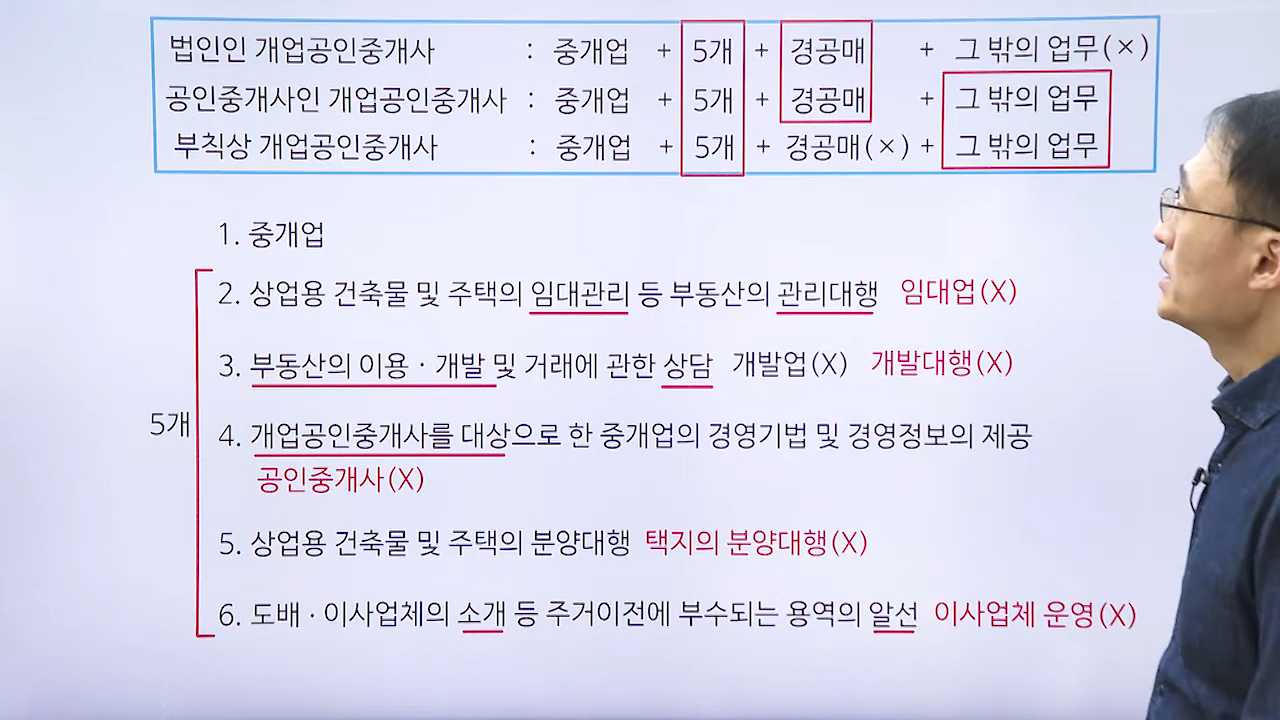 법인인 개업공인중개사 : 중개업 + 5개 + 경공매 + 그 밖의 업무(×)
공인중개사인 개업공인중개사 : 중개업 + 5개 + 경공매 + 그 밖의 업무
부칙상 개업공인중개사 : 중개업 + 5개 + 경공매(×) + 그 밖의 업무
1. 중개업
2. 상업용 건축물 및 주택의 임대관리 등 부동산의 관리대행 임대업(X)
3. 부동산의 이용 · 개발 및 거래에 관한 상담 개발업(X) 개발대행(X)
5개
4. 개업공인중개사를 대상으로 한 중개업의 경영기법 및 경영정보의 제공
공인중개사(X)
5. 상업용 건축물 및 주택의 분양대행 택지의 분양대행(X)
6. 도배 · 이사업체의 소개 등 주거이전에 부수되는 용역의 알선 이사업체 운영(X)